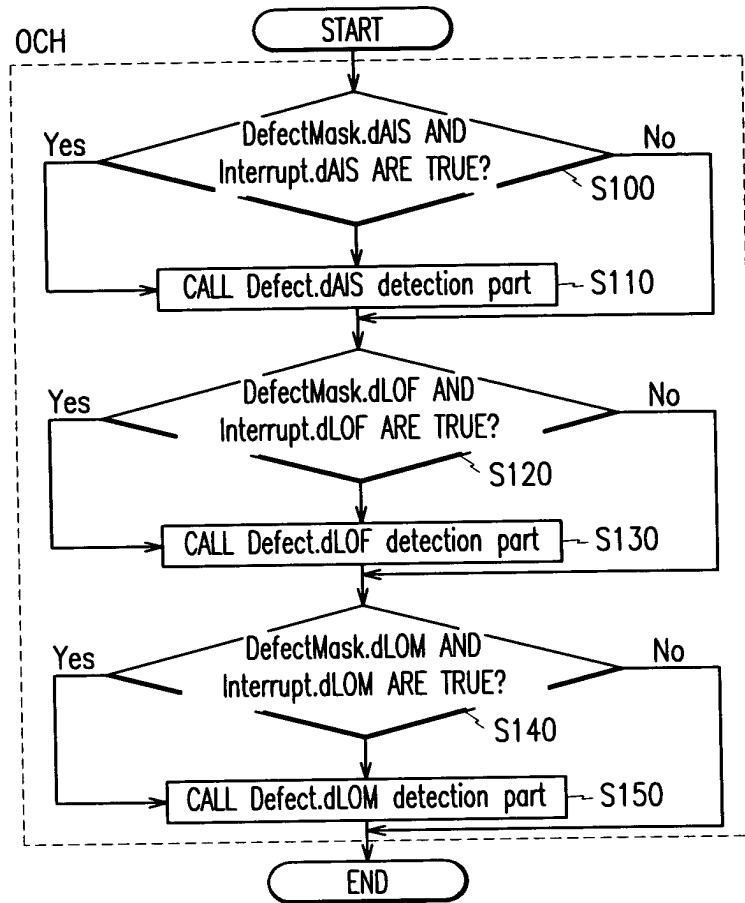 START
OCH
DefectMask.dAIS AND
Interrupt.dAIS ARE TRUE?
Yes
No
S100
CALL Defect.dAIS detection part
S110
DefectMask.dLOF AND
Interrupt.dLOF ARE TRUE?
Yes
No
S120
CALL Defect.dLOF detection part
S130
DefectMask.dLOM AND
Interrupt.dLOM ARE TRUE?
Yes
No
S140
CALL Defect.dLOM detection part
S150
END